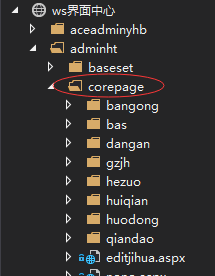 ws界面中心
aceadminyhb
adminht
baseset
corepage
bangong
bas
dangan
gzjh
hezuo
huiqian
huodong
qiandao
editjihua.aspx